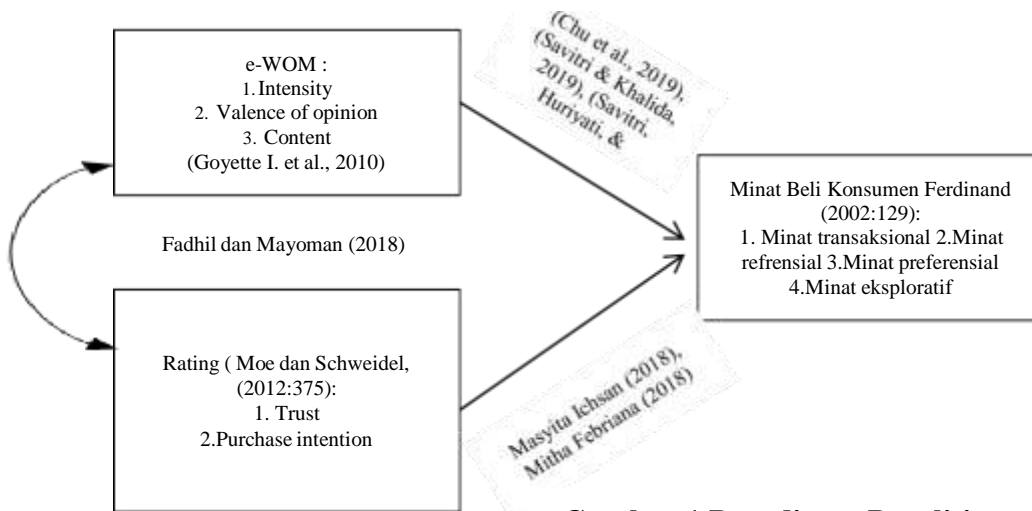 e-WOM :
1.Intensity
2. Valence of opinion
3. Content
(Goyette I. et al., 2010)
(Chu et al., 2019),
(Savitri & Khalida,
2019), (Savitri,
Huriyati, &
Fadhil dan Mayoman (2018)
Minat Beli Konsumen Ferdinand
(2002:129):
1. Minat transaksional 2.Minat
refrensial 3.Minat preferensial
4.Minat eksploratif
Rating ( Moe dan Schweidel,
(2012:375):
1. Trust
2.Purchase intention
Masyita Ichsan (2018),
Mitha Febriana (2018)